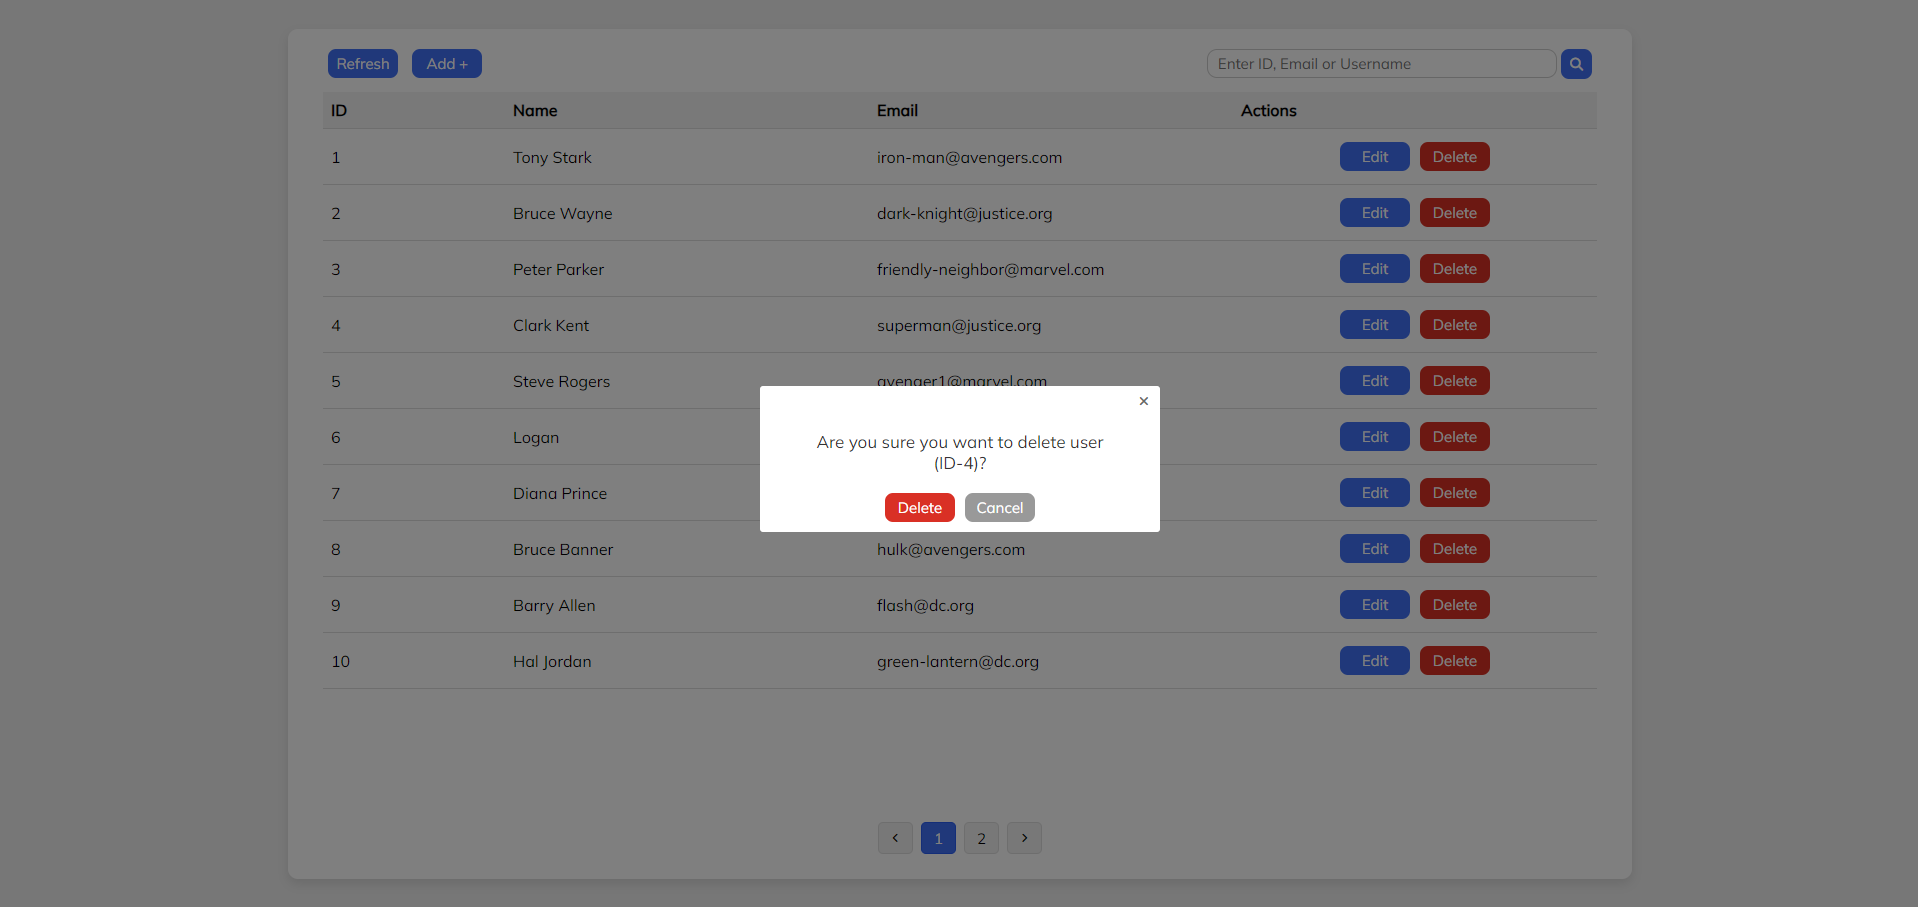 Refresh Add + Enter ID, Email or Username
ID Name Email Actions
1 Tony Stark iron-man@avengers.com Edit Delete
2 Bruce Wayne dark-knight@justice.org Edit Delete
3 Peter Parker friendly-neighbor@marvel.com Edit Delete
4 Clark Kent superman@justice.org Edit Delete
5 Steve Rogers avenger1@marvel.com Edit Delete
6 Logan Edit Delete
7 Diana Prince Edit Delete
8 Bruce Banner hulk@avengers.com Edit Delete
9 Barry Allen flash@dc.org Edit Delete
10 Hal Jordan green-lantern@dc.org Edit Delete
×
Are you sure you want to delete user
(ID-4)?
Delete Cancel
‹ 1 2 ›